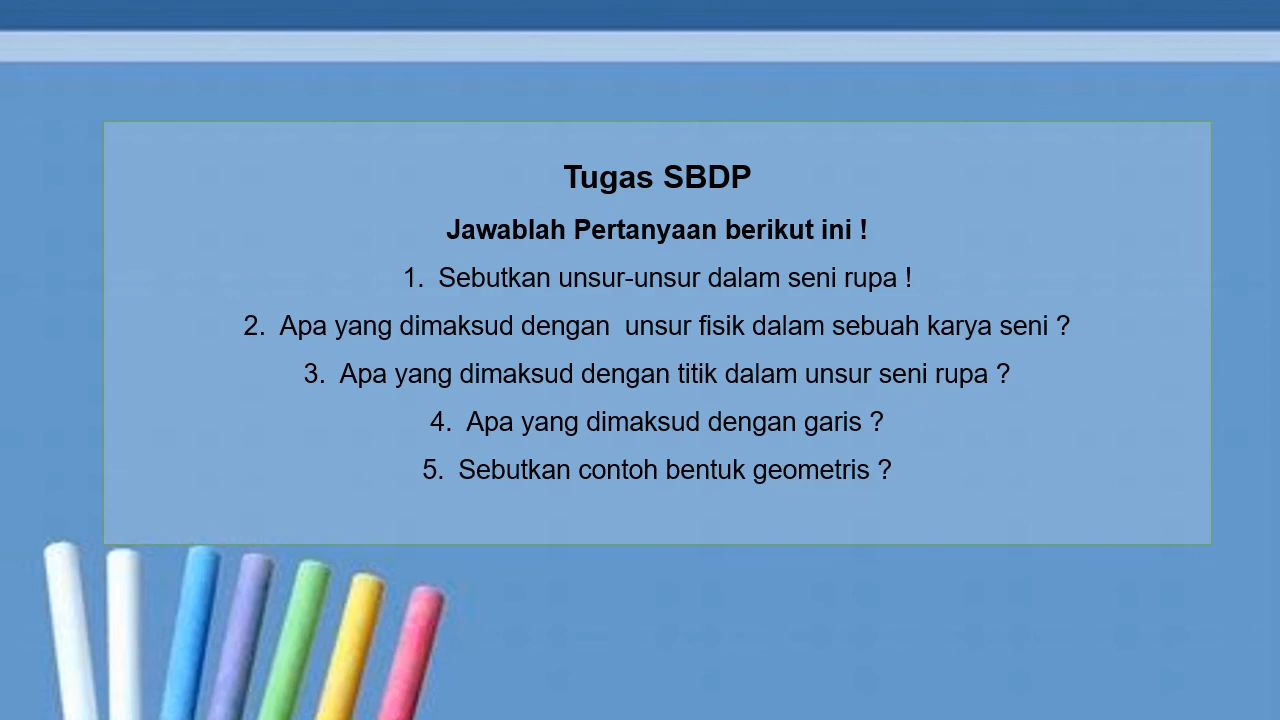 Tugas SBDP
Jawablah Pertanyaan berikut ini !
1. Sebutkan unsur-unsur dalam seni rupa !
2. Apa yang dimaksud dengan  unsur fisik dalam sebuah karya seni ?
3. Apa yang dimaksud dengan titik dalam unsur seni rupa ?
4. Apa yang dimaksud dengan garis ?
5. Sebutkan contoh bentuk geometris ?